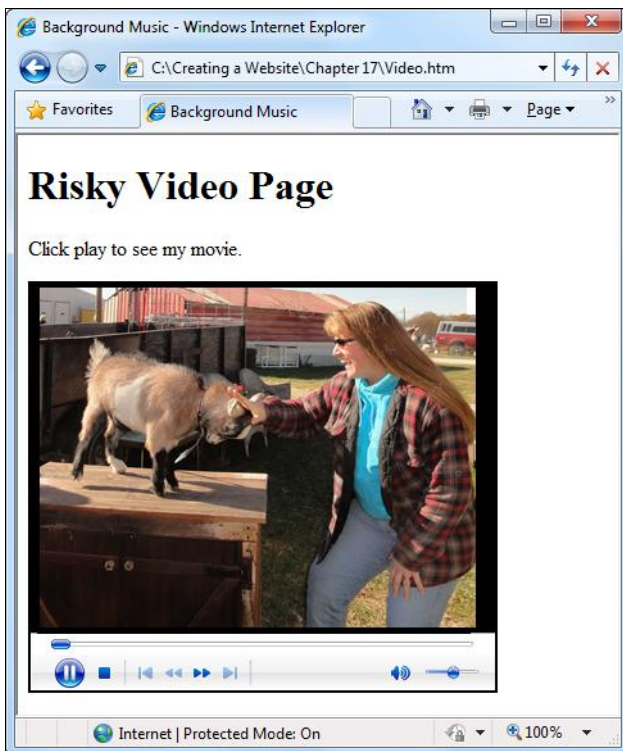 Background Music - Windows Internet Explorer
C:\Creating a Website\Chapter 17\Video.htm
Favorites
Background Music
Page
Risky Video Page
Click play to see my movie.
Internet | Protected Mode: On
100%